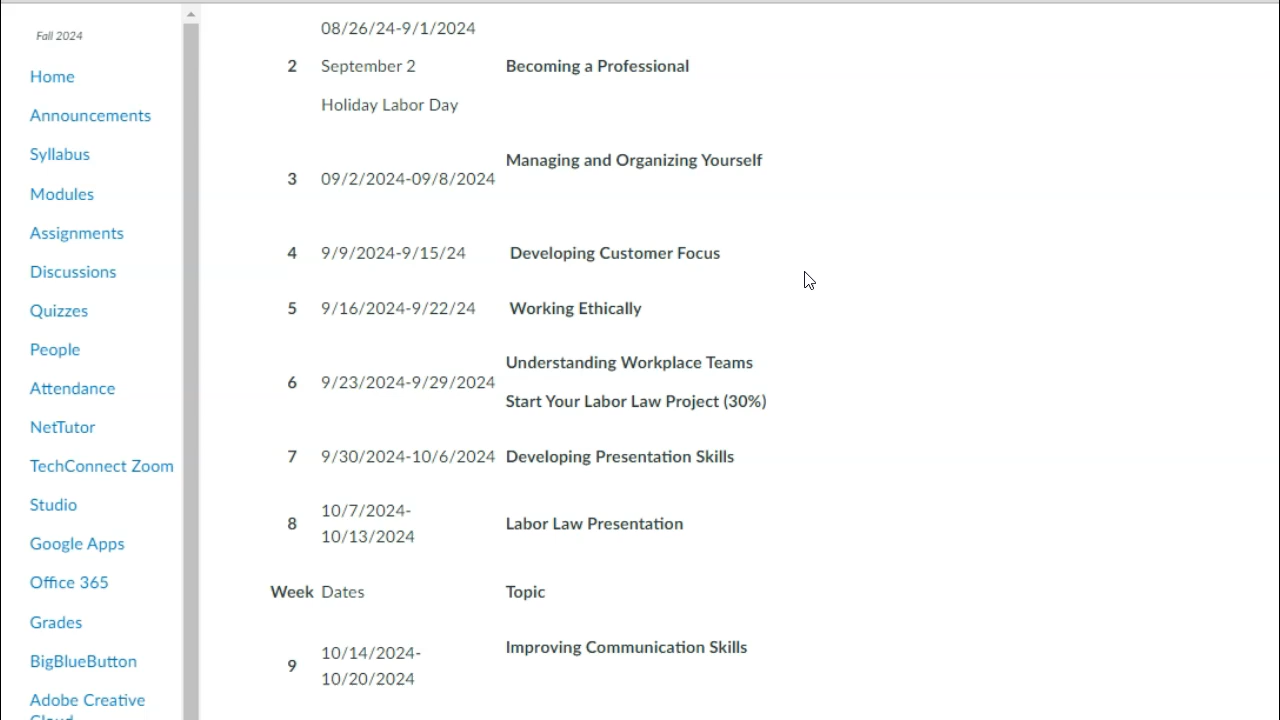 Fall 2024
Home
Announcements
Syllabus
Modules
Assignments
Discussions
Quizzes
People
Attendance
NetTutor
TechConnect Zoom
Studio
Google Apps
Office 365
Grades
BigBlueButton
Adobe Creative
Cloud
08/26/24-9/1/2024
2 September 2 Becoming a Professional
Holiday Labor Day
Managing and Organizing Yourself
3 09/2/2024-09/8/2024
4 9/9/2024-9/15/24 Developing Customer Focus
5 9/16/2024-9/22/24 Working Ethically
Understanding Workplace Teams
6 9/23/2024-9/29/2024
Start Your Labor Law Project (30%)
7 9/30/2024-10/6/2024 Developing Presentation Skills
10/7/2024-
8 Labor Law Presentation
10/13/2024
Week Dates Topic
Improving Communication Skills
10/14/2024-
9
10/20/2024